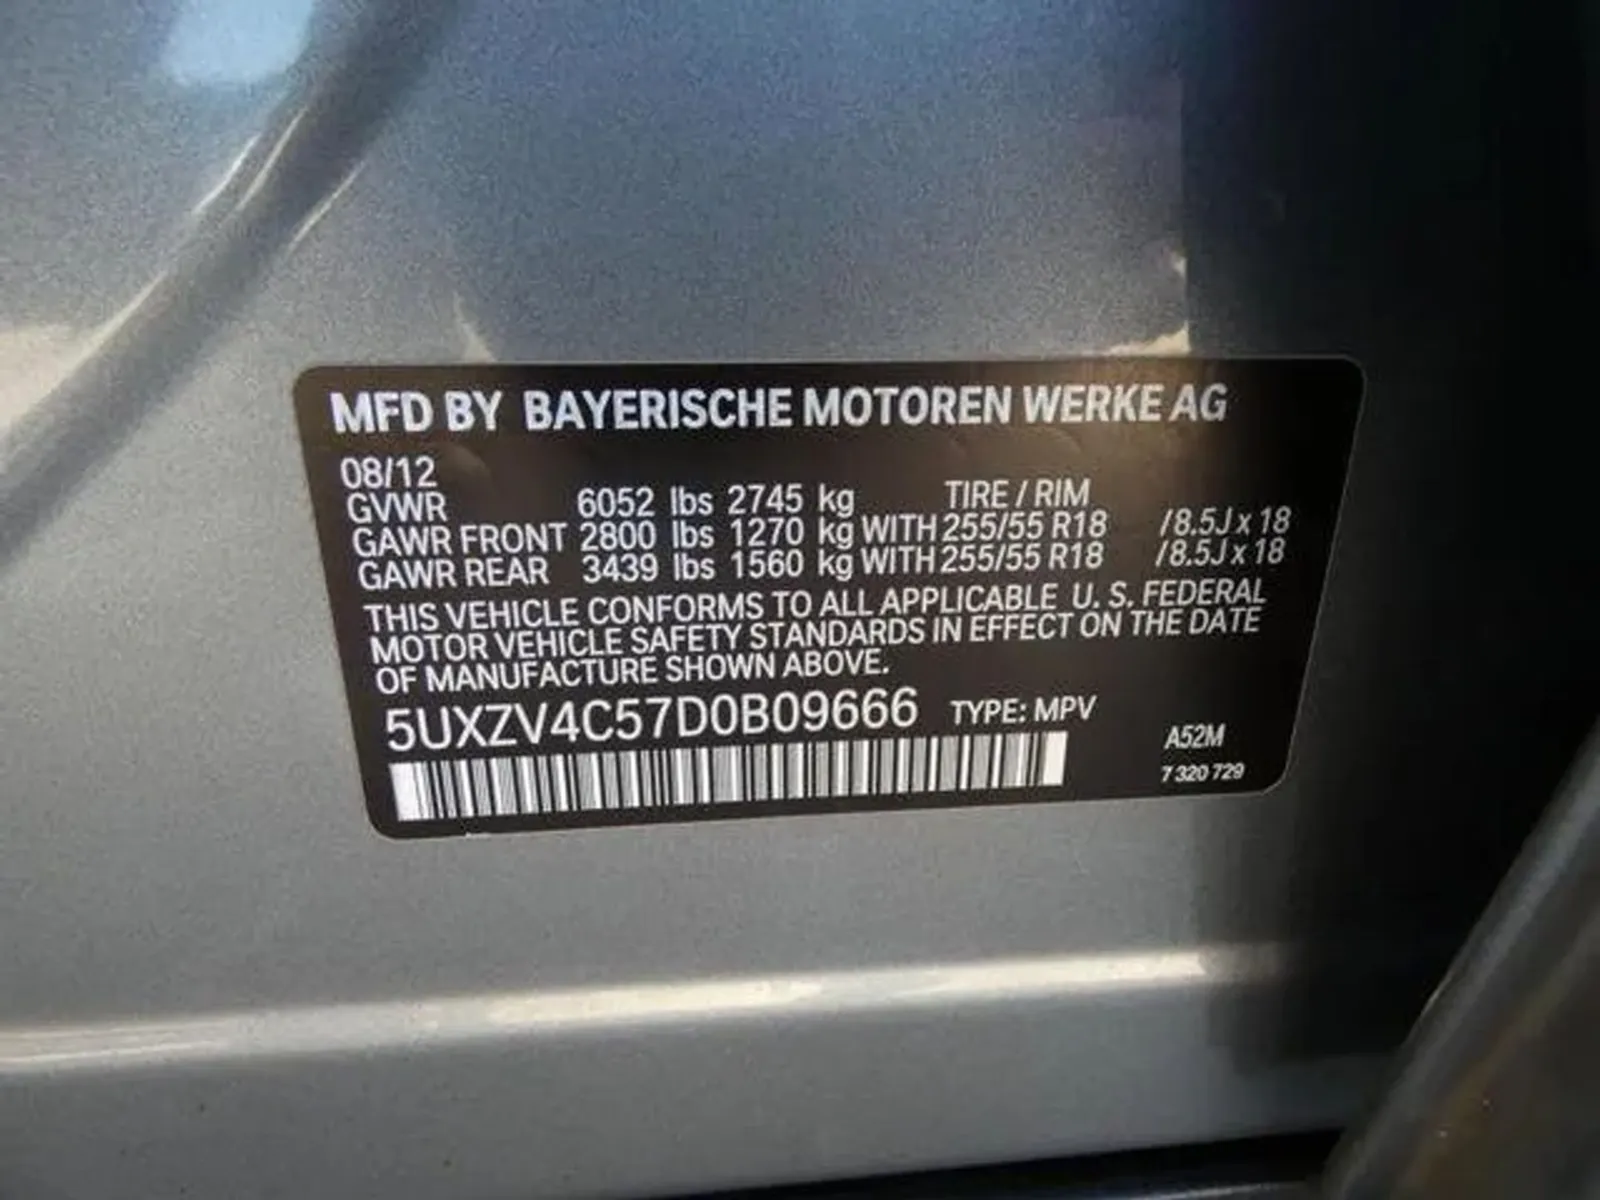 MFD BY BAYERISCHE MOTOREN WERKE AG
08/12
GVWR 6052 lbs 2745 kg TIRE / RIM
GAWR FRONT 2800 lbs 1270 kg WITH 255/55 R18 /8.5J x 18
GAWR REAR 3439 lbs 1560 kg WITH 255/55 R18 /8.5J x 18
THIS VEHICLE CONFORMS TO ALL APPLICABLE U. S. FEDERAL
MOTOR VEHICLE SAFETY STANDARDS IN EFFECT ON THE DATE
OF MANUFACTURE SHOWN ABOVE.
5UXZV4C57D0B09666 TYPE: MPV
A52M
7 320 729